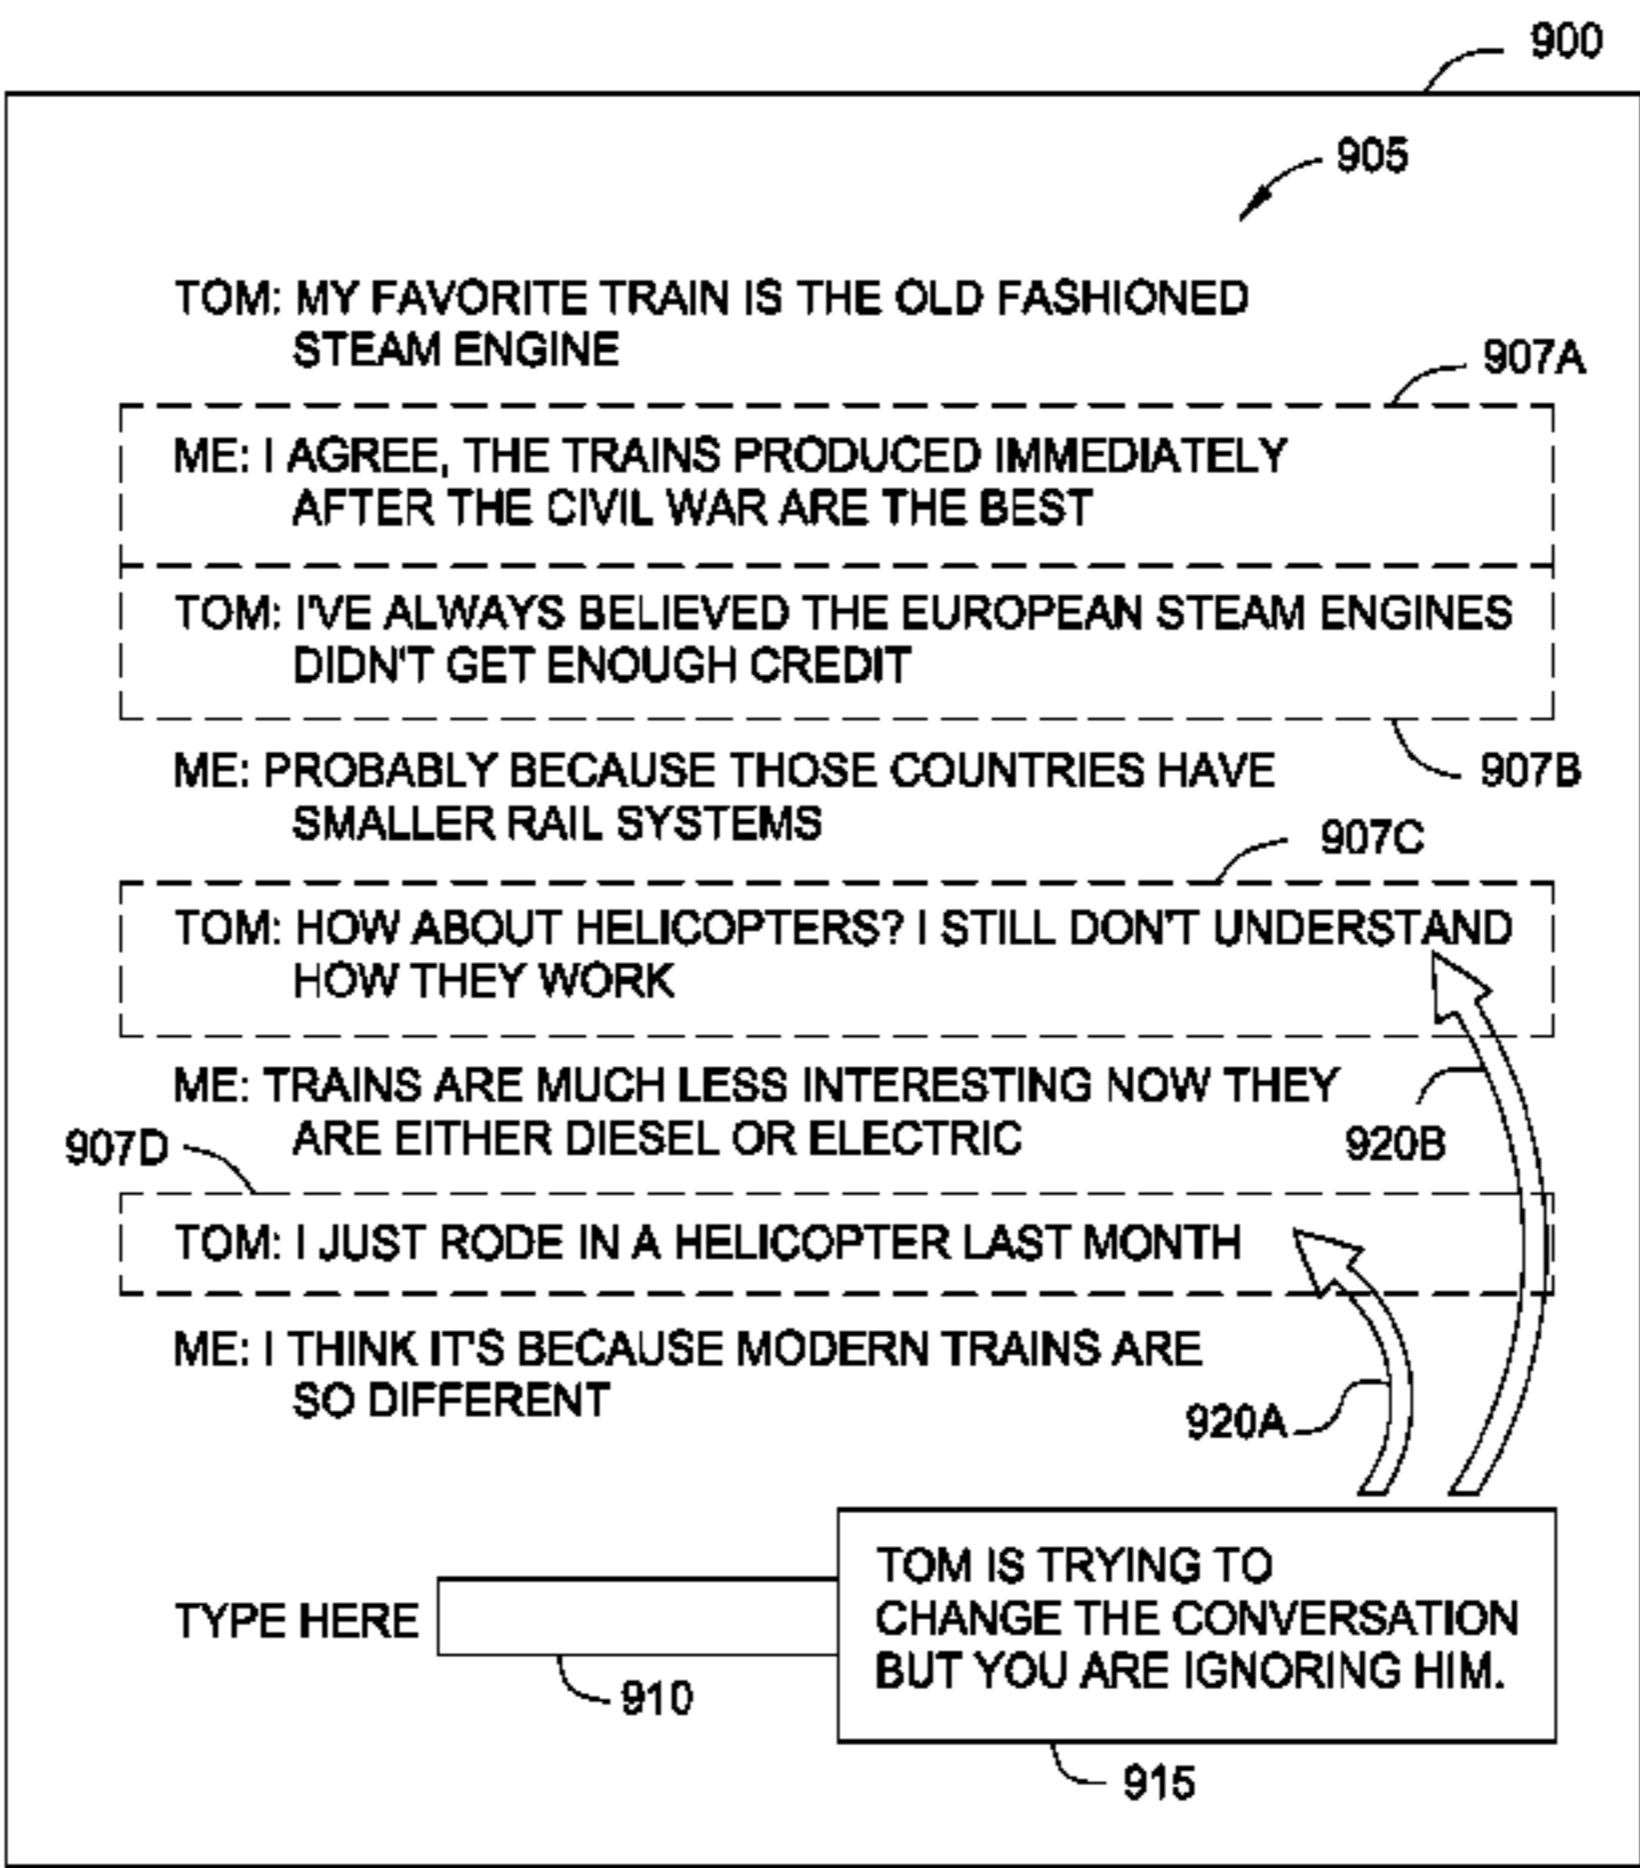 900
905
TOM: MY FAVORITE TRAIN IS THE OLD FASHIONED
STEAM ENGINE
907A
ME: I AGREE, THE TRAINS PRODUCED IMMEDIATELY
AFTER THE CIVIL WAR ARE THE BEST
TOM: I'VE ALWAYS BELIEVED THE EUROPEAN STEAM ENGINES
DIDN'T GET ENOUGH CREDIT
ME: PROBABLY BECAUSE THOSE COUNTRIES HAVE
907B
SMALLER RAIL SYSTEMS
907C
TOM: HOW ABOUT HELICOPTERS? I STILL DON'T UNDERSTAND
HOW THEY WORK
ME: TRAINS ARE MUCH LESS INTERESTING NOW THEY
ARE EITHER DIESEL OR ELECTRIC
907D
920B
TOM: I JUST RODE IN A HELICOPTER LAST MONTH
ME: I THINK IT'S BECAUSE MODERN TRAINS ARE
SO DIFFERENT
920A
TYPE HERE
TOM IS TRYING TO
CHANGE THE CONVERSATION
BUT YOU ARE IGNORING HIM.
910
915